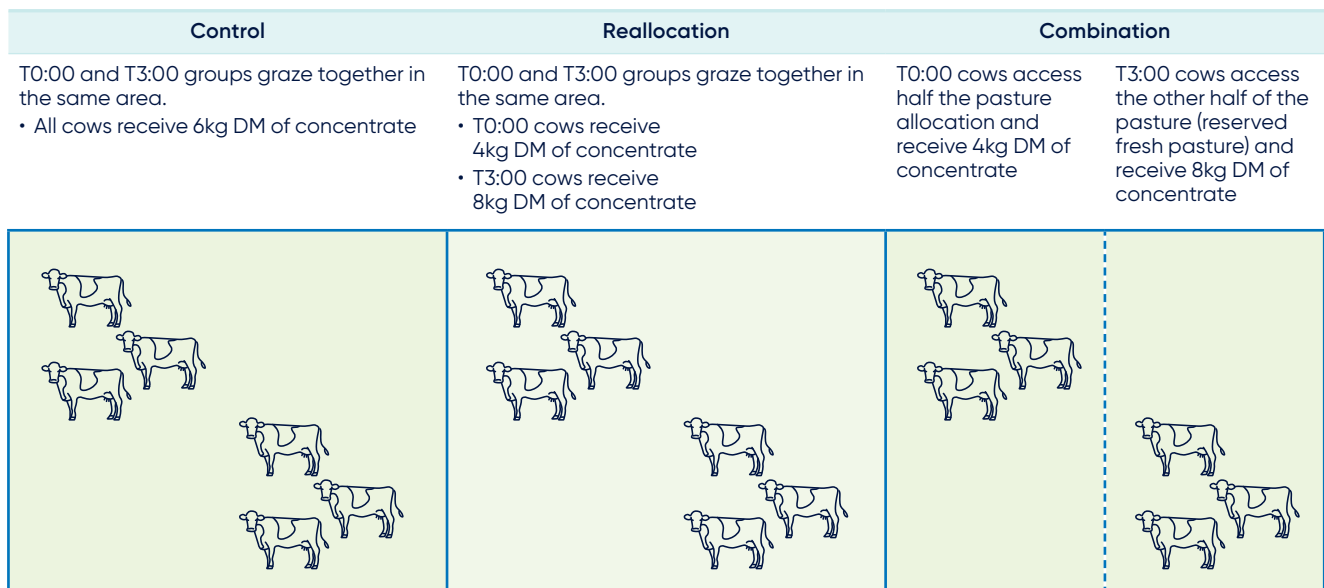 Control
Reallocation
Combination
T0:00 and T3:00 groups graze together in
the same area.
• All cows receive 6kg DM of concentrate
T0:00 and T3:00 groups graze together in
the same area.
• T0:00 cows receive
4kg DM of concentrate
• T3:00 cows receive
8kg DM of concentrate
T0:00 cows access
half the pasture
allocation and
receive 4kg DM of
concentrate
T3:00 cows access
the other half of the
pasture (reserved
fresh pasture) and
receive 8kg DM of
concentrate